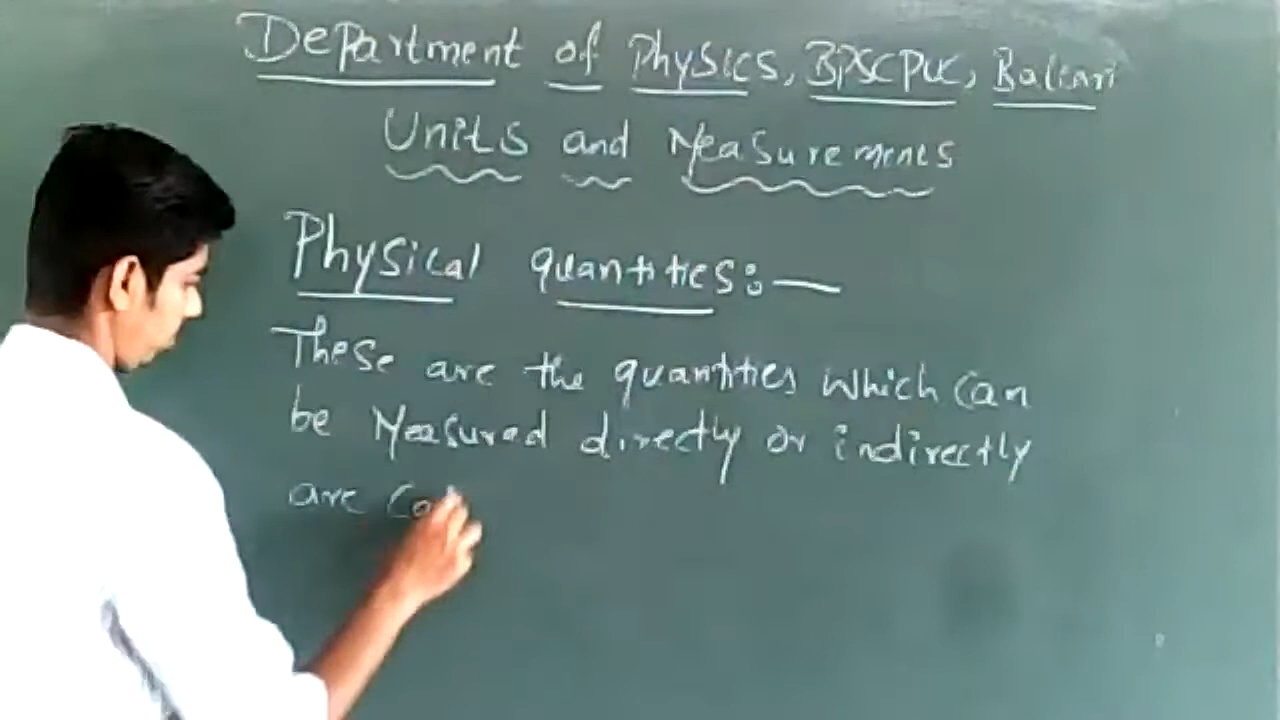 Department of Physics, BPSCPUC, Ballari
Units and Measurements
Physical quantities:—
These are the quantities which can
be Measured directly or indirectly
are